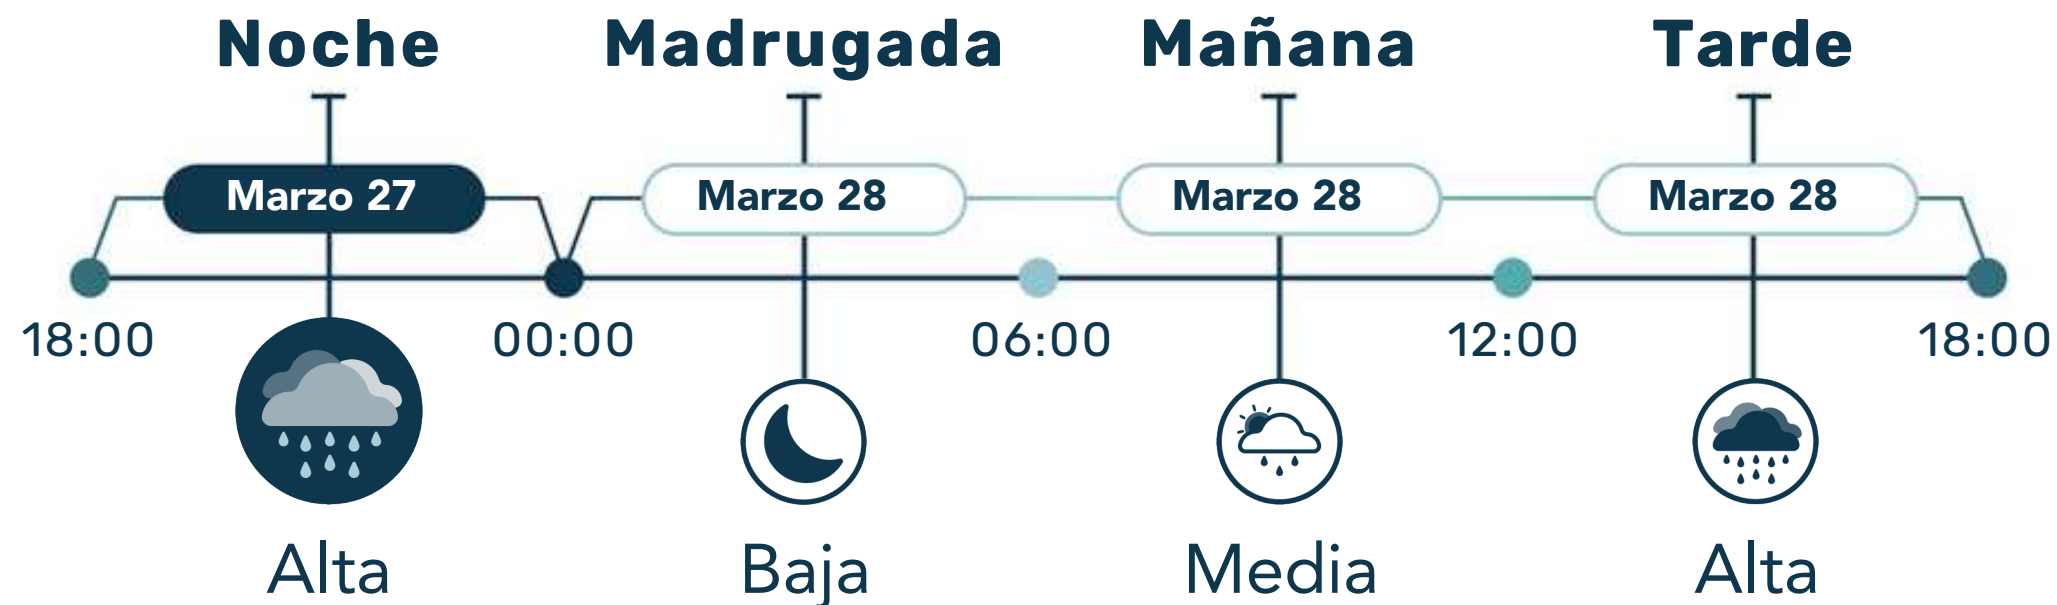 Noche Madrugada Mañana Tarde
Marzo 27 Marzo 28 Marzo 28 Marzo 28
18:00 00:00 06:00 12:00 18:00
Alta Baja Media Alta